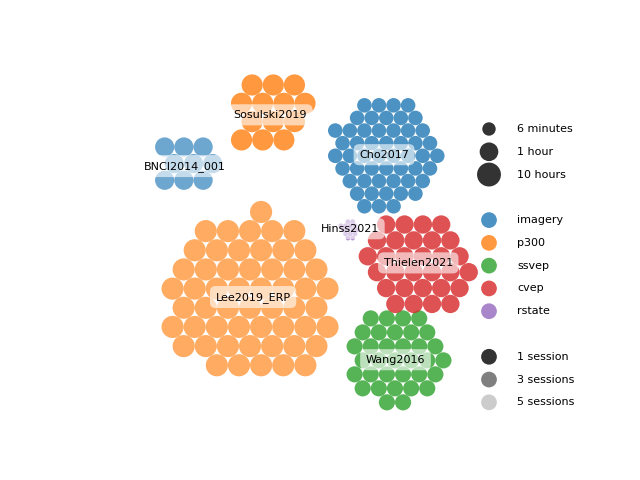 Sosulski2019
BNCI2014_001
Cho2017
Hinss2021
Thielen2021
Lee2019_ERP
Wang2016
6 minutes
1 hour
10 hours
imagery
p300
ssvep
cvep
rstate
1 session
3 sessions
5 sessions